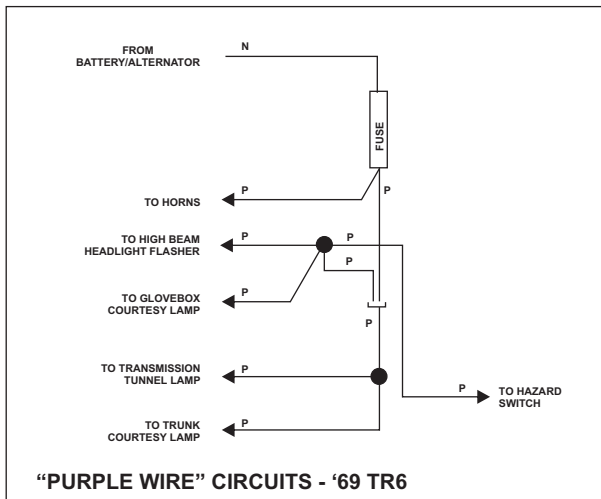 FROM
BATTERY/ALTERNATOR
N
FUSE
P
P
TO HORNS
TO HIGH BEAM
HEADLIGHT FLASHER
P
P
P
TO GLOVEBOX
COURTESY LAMP
P
P
TO TRANSMISSION
TUNNEL LAMP
P
P
TO HAZARD
SWITCH
TO TRUNK
COURTESY LAMP
P
“PURPLE WIRE” CIRCUITS - ‘69 TR6